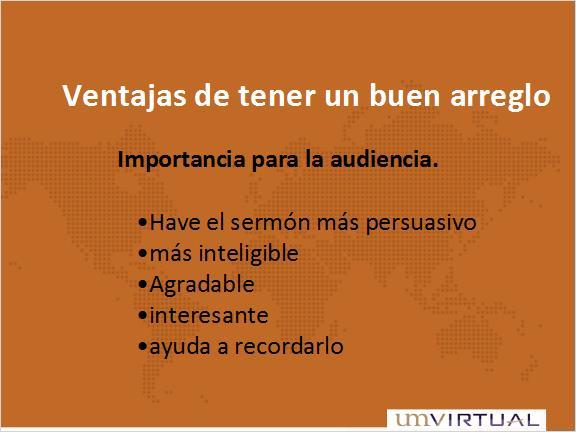 Ventajas de tener un buen arreglo
Importancia para la audiencia.
•Have el sermón más persuasivo
•más inteligible
•Agradable
•interesante
•ayuda a recordarlo
UMVIRTUAL